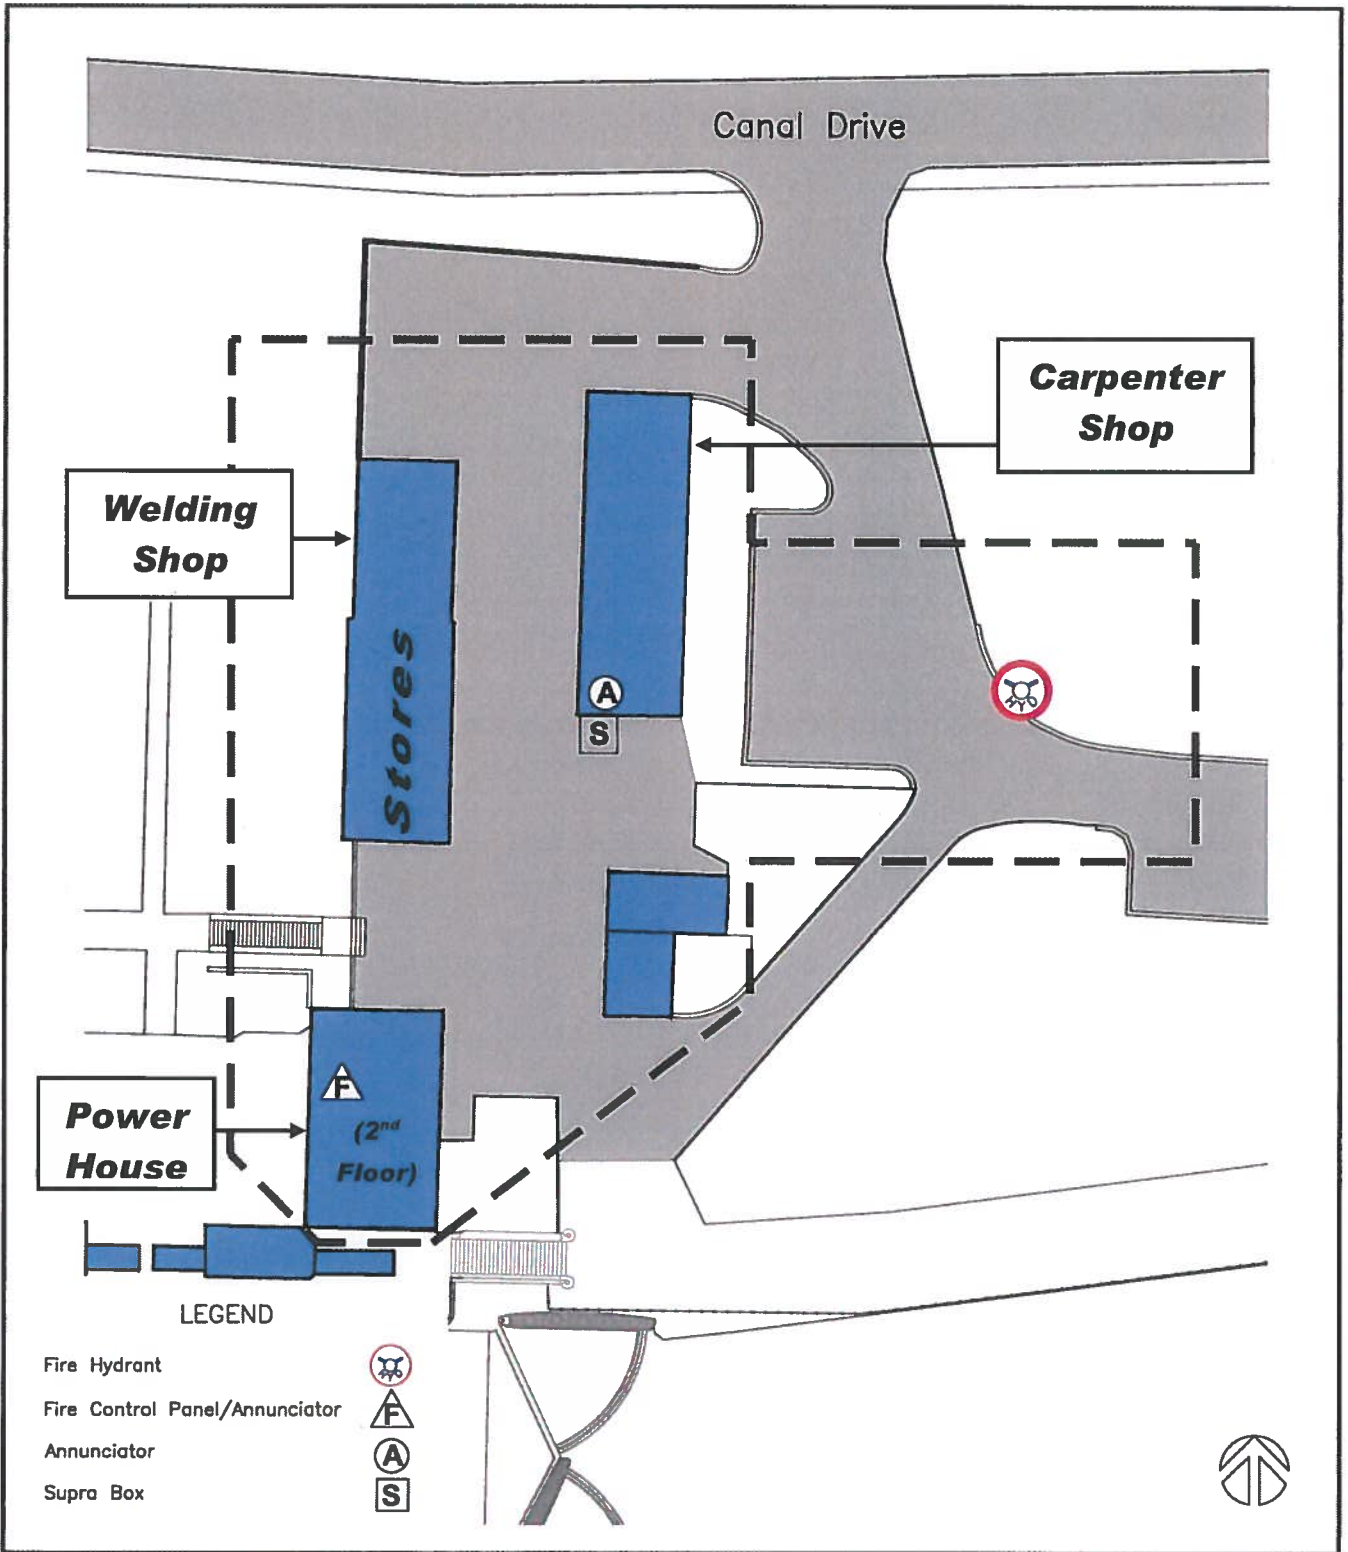 Canal Drive
Carpenter
Shop
Welding
Shop
Stores
A
S
F
(2nd
Floor)
Power
House
LEGEND
Fire Hydrant
Fire Control Panel/Annunciator F
Annunciator A
Supra Box S